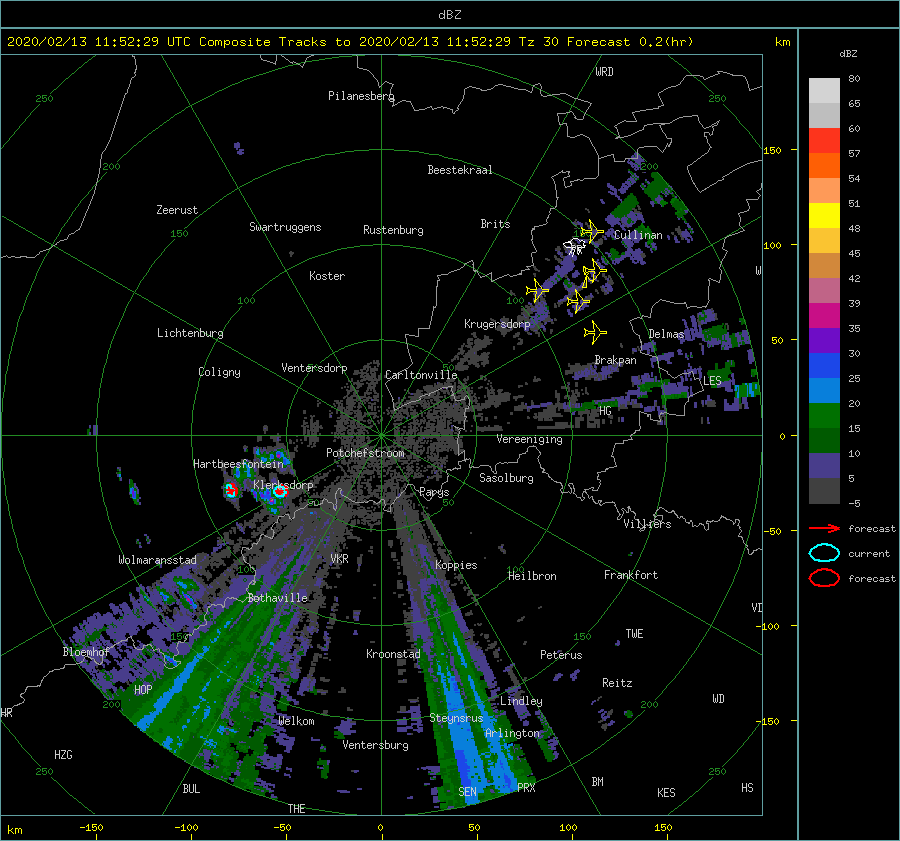 dBZ
2020/02/13 11:52:29 UTC Composite Tracks to 2020/02/13 11:52:29 Tz 30 Forecast 0.2(hr)
km
dBZ
WRD
80
Pilanesberg
250
250
65
60
150
57
200
200
Beestekraal
54
Zeerust
51
Swartruggens
Rustenburg
Brits
150
Cullinan
48
100
45
Koster
42
100
100
39
Krugersdorp
35
Lichtenburg
Delmas
50
30
Ventersdorp
Brakpan
Coligny
Carltonville
50
LES
25
20
HG
15
Vereeniging
0
Potchefstroom
10
Hartbeesfontein
Sasolburg
5
Klerksdorp
Parys
-5
50
50
Villiers
forecast
-50
Wolmaransstad
VKR
Koppies
current
100
100
Heilbron
Frankfort
forecast
Bothaville
-100
150
150
TWE
Bloemhof
Kroonstad
Peterus
HOP
Reitz
WD
200
Lindley
200
HR
Steynsrus
Welkom
-150
Arlington
Ventersburg
HZG
250
250
BM
BUL
SEN
PRX
KES
HS
THE
km
-150
-100
-50
0
50
100
150